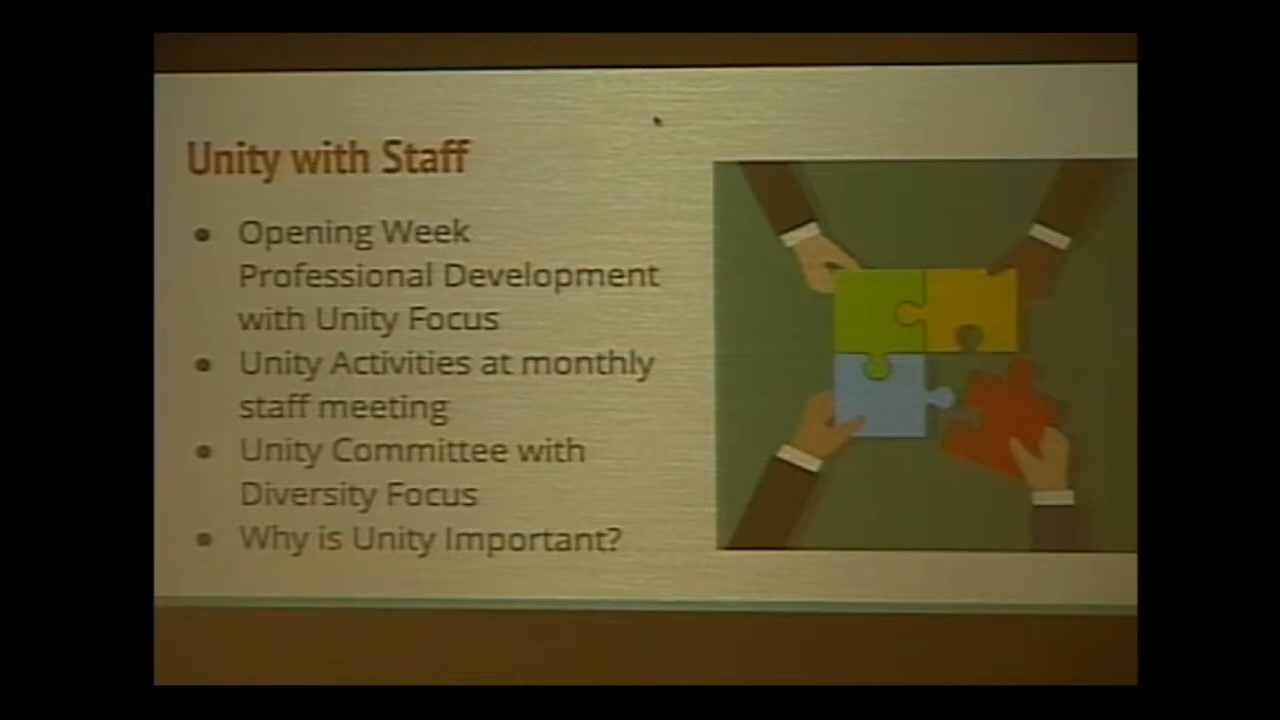 Unity with Staff
• Opening Week
Professional Development
with Unity Focus
• Unity Activities at monthly
staff meeting
• Unity Committee with
Diversity Focus
• Why is Unity Important?